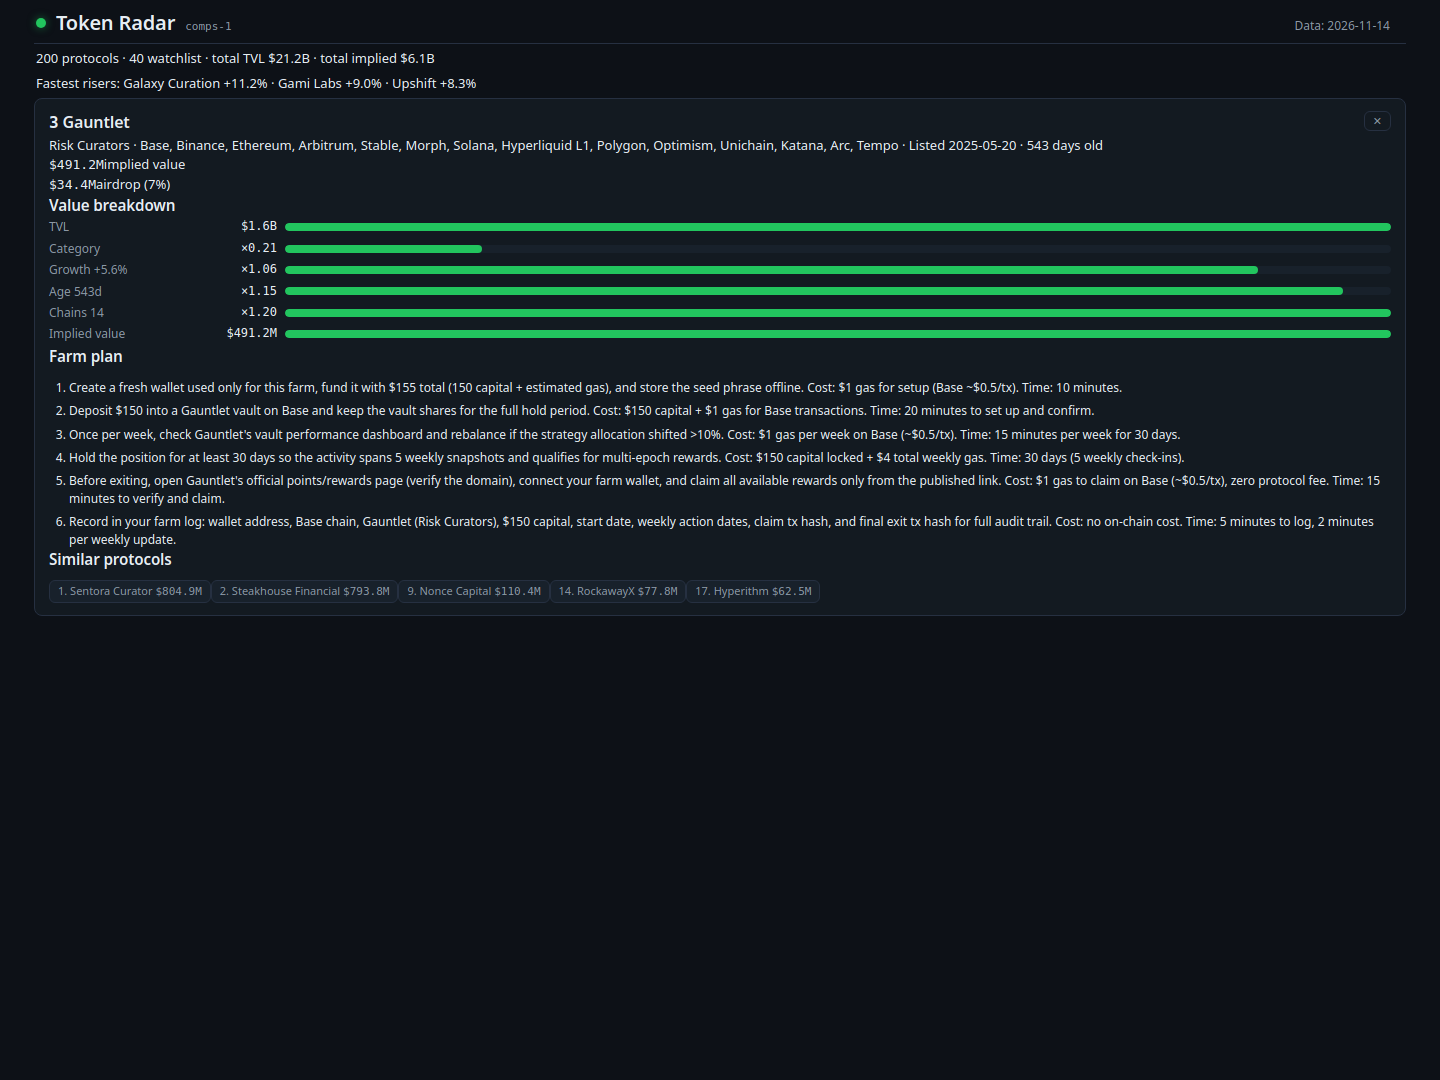 Token Radar comps-1
Data: 2026-11-14
200 protocols · 40 watchlist · total TVL $21.2B · total implied $6.1B
Fastest risers: Galaxy Curation +11.2% · Gami Labs +9.0% · Upshift +8.3%
3 Gauntlet
×
Risk Curators · Base, Binance, Ethereum, Arbitrum, Stable, Morph, Solana, Hyperliquid L1, Polygon, Optimism, Unichain, Katana, Arc, Tempo · Listed 2025-05-20 · 543 days old
$491.2Mimplied value
$34.4Mairdrop (7%)
Value breakdown
TVL $1.6B
Category ×0.21
Growth +5.6% ×1.06
Age 543d ×1.15
Chains 14 ×1.20
Implied value $491.2M
Farm plan
1. Create a fresh wallet used only for this farm, fund it with $155 total (150 capital + estimated gas), and store the seed phrase offline. Cost: $1 gas for setup (Base ~$0.5/tx). Time: 10 minutes.
2. Deposit $150 into a Gauntlet vault on Base and keep the vault shares for the full hold period. Cost: $150 capital + $1 gas for Base transactions. Time: 20 minutes to set up and confirm.
3. Once per week, check Gauntlet's vault performance dashboard and rebalance if the strategy allocation shifted >10%. Cost: $1 gas per week on Base (~$0.5/tx). Time: 15 minutes per week for 30 days.
4. Hold the position for at least 30 days so the activity spans 5 weekly snapshots and qualifies for multi-epoch rewards. Cost: $150 capital locked + $4 total weekly gas. Time: 30 days (5 weekly check-ins).
5. Before exiting, open Gauntlet's official points/rewards page (verify the domain), connect your farm wallet, and claim all available rewards only from the published link. Cost: $1 gas to claim on Base (~$0.5/tx), zero protocol fee. Time: 15
minutes to verify and claim.
6. Record in your farm log: wallet address, Base chain, Gauntlet (Risk Curators), $150 capital, start date, weekly action dates, claim tx hash, and final exit tx hash for full audit trail. Cost: no on-chain cost. Time: 5 minutes to log, 2 minutes
per weekly update.
Similar protocols
1. Sentora Curator $804.9M 2. Steakhouse Financial $793.8M 9. Nonce Capital $110.4M 14. RockawayX $77.8M 17. Hyperithm $62.5M